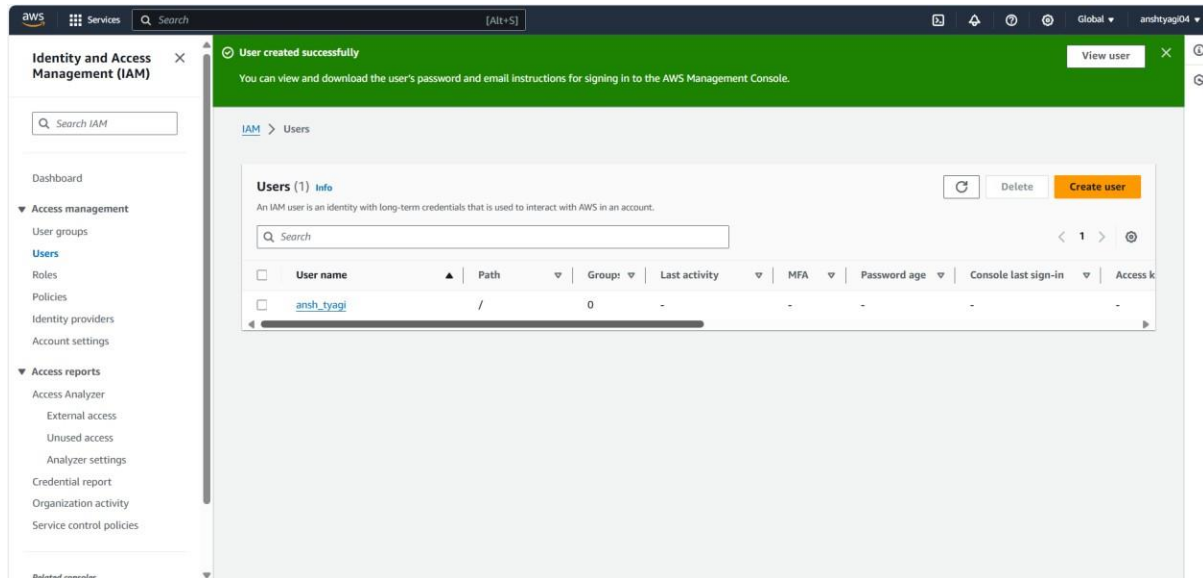 aws Services Search [Alt+S] Global anshtyagi04
Identity and Access
Management (IAM)
Search IAM
Dashboard
Access management
User groups
Users
Roles
Policies
Identity providers
Account settings
Access reports
Access Analyzer
External access
Unused access
Analyzer settings
Credential report
Organization activity
Service control policies
Related consoles
User created successfully
You can view and download the user's password and email instructions for signing in to the AWS Management Console.
View user
IAM > Users
Users (1) Info
Delete Create user
An IAM user is an identity with long-term credentials that is used to interact with AWS in an account.
Search
1
User name Path Group: Last activity MFA Password age Console last sign-in Access k
ansh_tyagi / 0 - - - - -